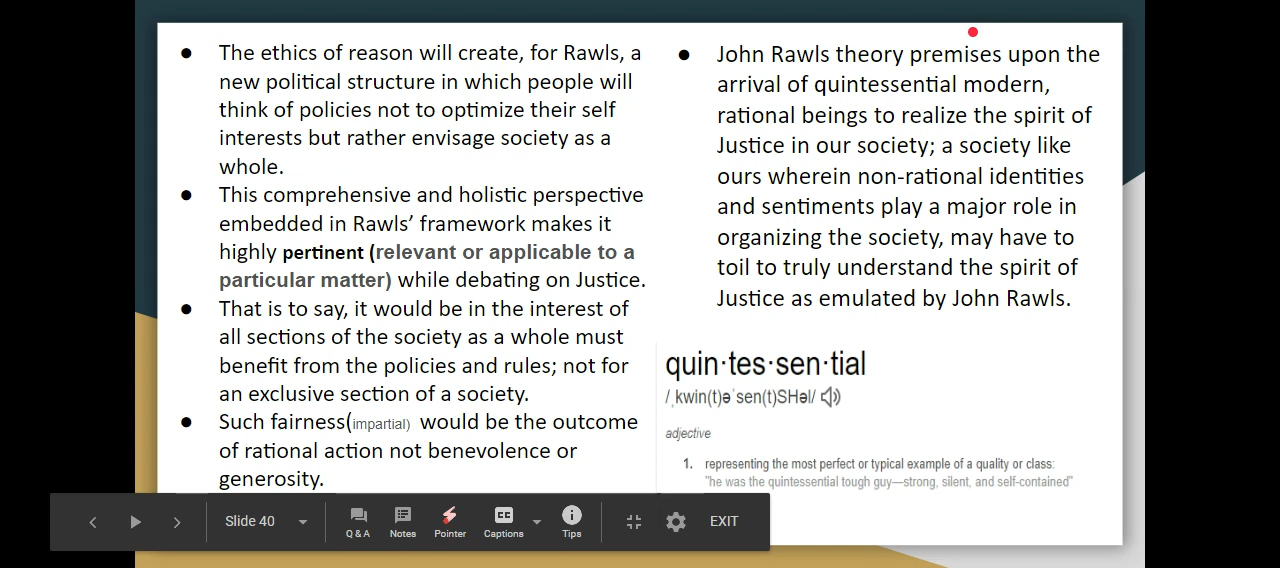 ● The ethics of reason will create, for Rawls, a
new political structure in which people will
think of policies not to optimize their self
interests but rather envisage society as a
whole.
● This comprehensive and holistic perspective
embedded in Rawls’ framework makes it
highly pertinent (relevant or applicable to a
particular matter) while debating on Justice.
● That is to say, it would be in the interest of
all sections of the society as a whole must
benefit from the policies and rules; not for
an exclusive section of a society.
● Such fairness(impartial) would be the outcome
of rational action not benevolence or
generosity.
● John Rawls theory premises upon the
arrival of quintessential modern,
rational beings to realize the spirit of
Justice in our society; a society like
ours wherein non-rational identities
and sentiments play a major role in
organizing the society, may have to
toil to truly understand the spirit of
Justice as emulated by John Rawls.
quin·tes·sen·tial
/ˌkwin(t)əˈsen(t)SHəl/
adjective
1. representing the most perfect or typical example of a quality or class:
"he was the quintessential tough guy—strong, silent, and self-contained"
Slide 40
Q & A
Notes
Pointer
CC
Captions
Tips
EXIT